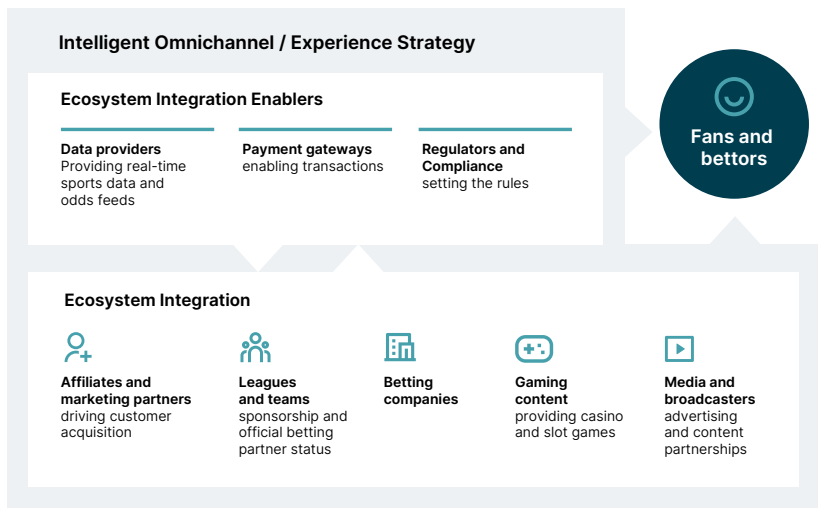 Intelligent Omnichannel / Experience Strategy
Ecosystem Integration Enablers
Data providers
Providing real-time
sports data and
odds feeds
Payment gateways
enabling transactions
Regulators and
Compliance
setting the rules
Fans and
bettors
Ecosystem Integration
Affiliates and
marketing partners
driving customer
acquisition
Leagues
and teams
sponsorship and
official betting
partner status
Betting
companies
Gaming
content
providing casino
and slot games
Media and
broadcasters
advertising
and content
partnerships